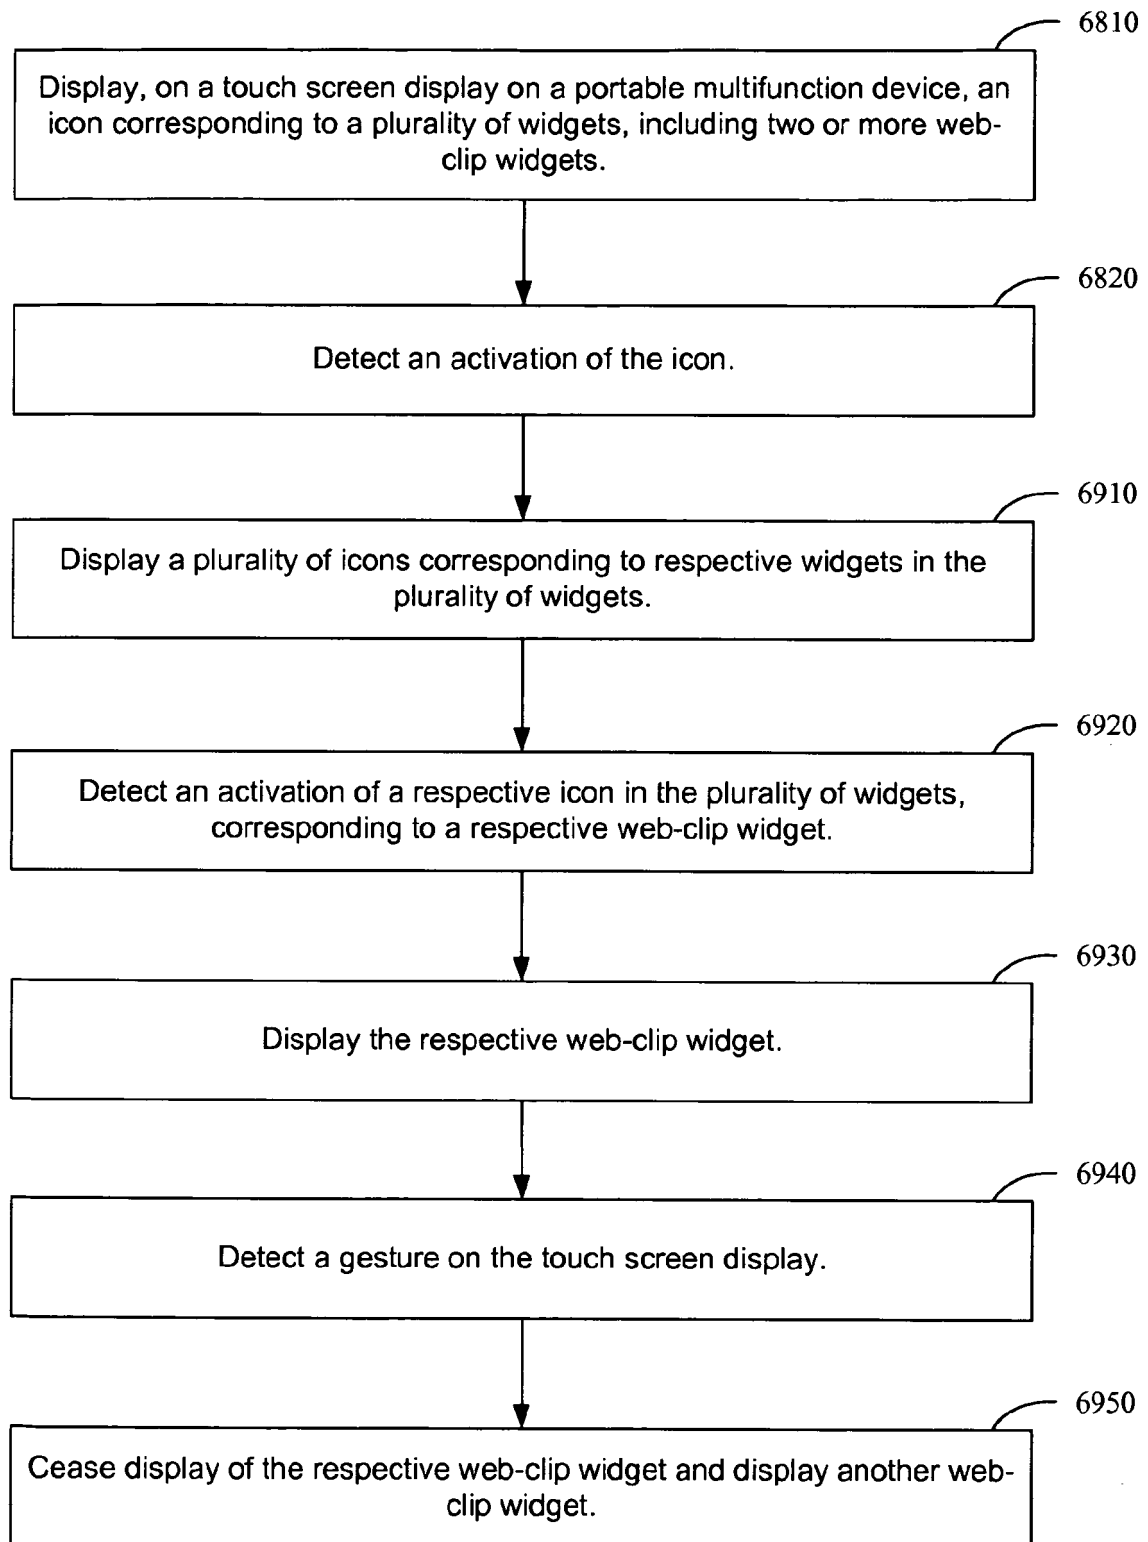 6810
Display, on a touch screen display on a portable multifunction device, an
icon corresponding to a plurality of widgets, including two or more web-
clip widgets.
6820
Detect an activation of the icon.
6910
Display a plurality of icons corresponding to respective widgets in the
plurality of widgets.
6920
Detect an activation of a respective icon in the plurality of widgets,
corresponding to a respective web-clip widget.
6930
Display the respective web-clip widget.
6940
Detect a gesture on the touch screen display.
6950
Cease display of the respective web-clip widget and display another web-
clip widget.